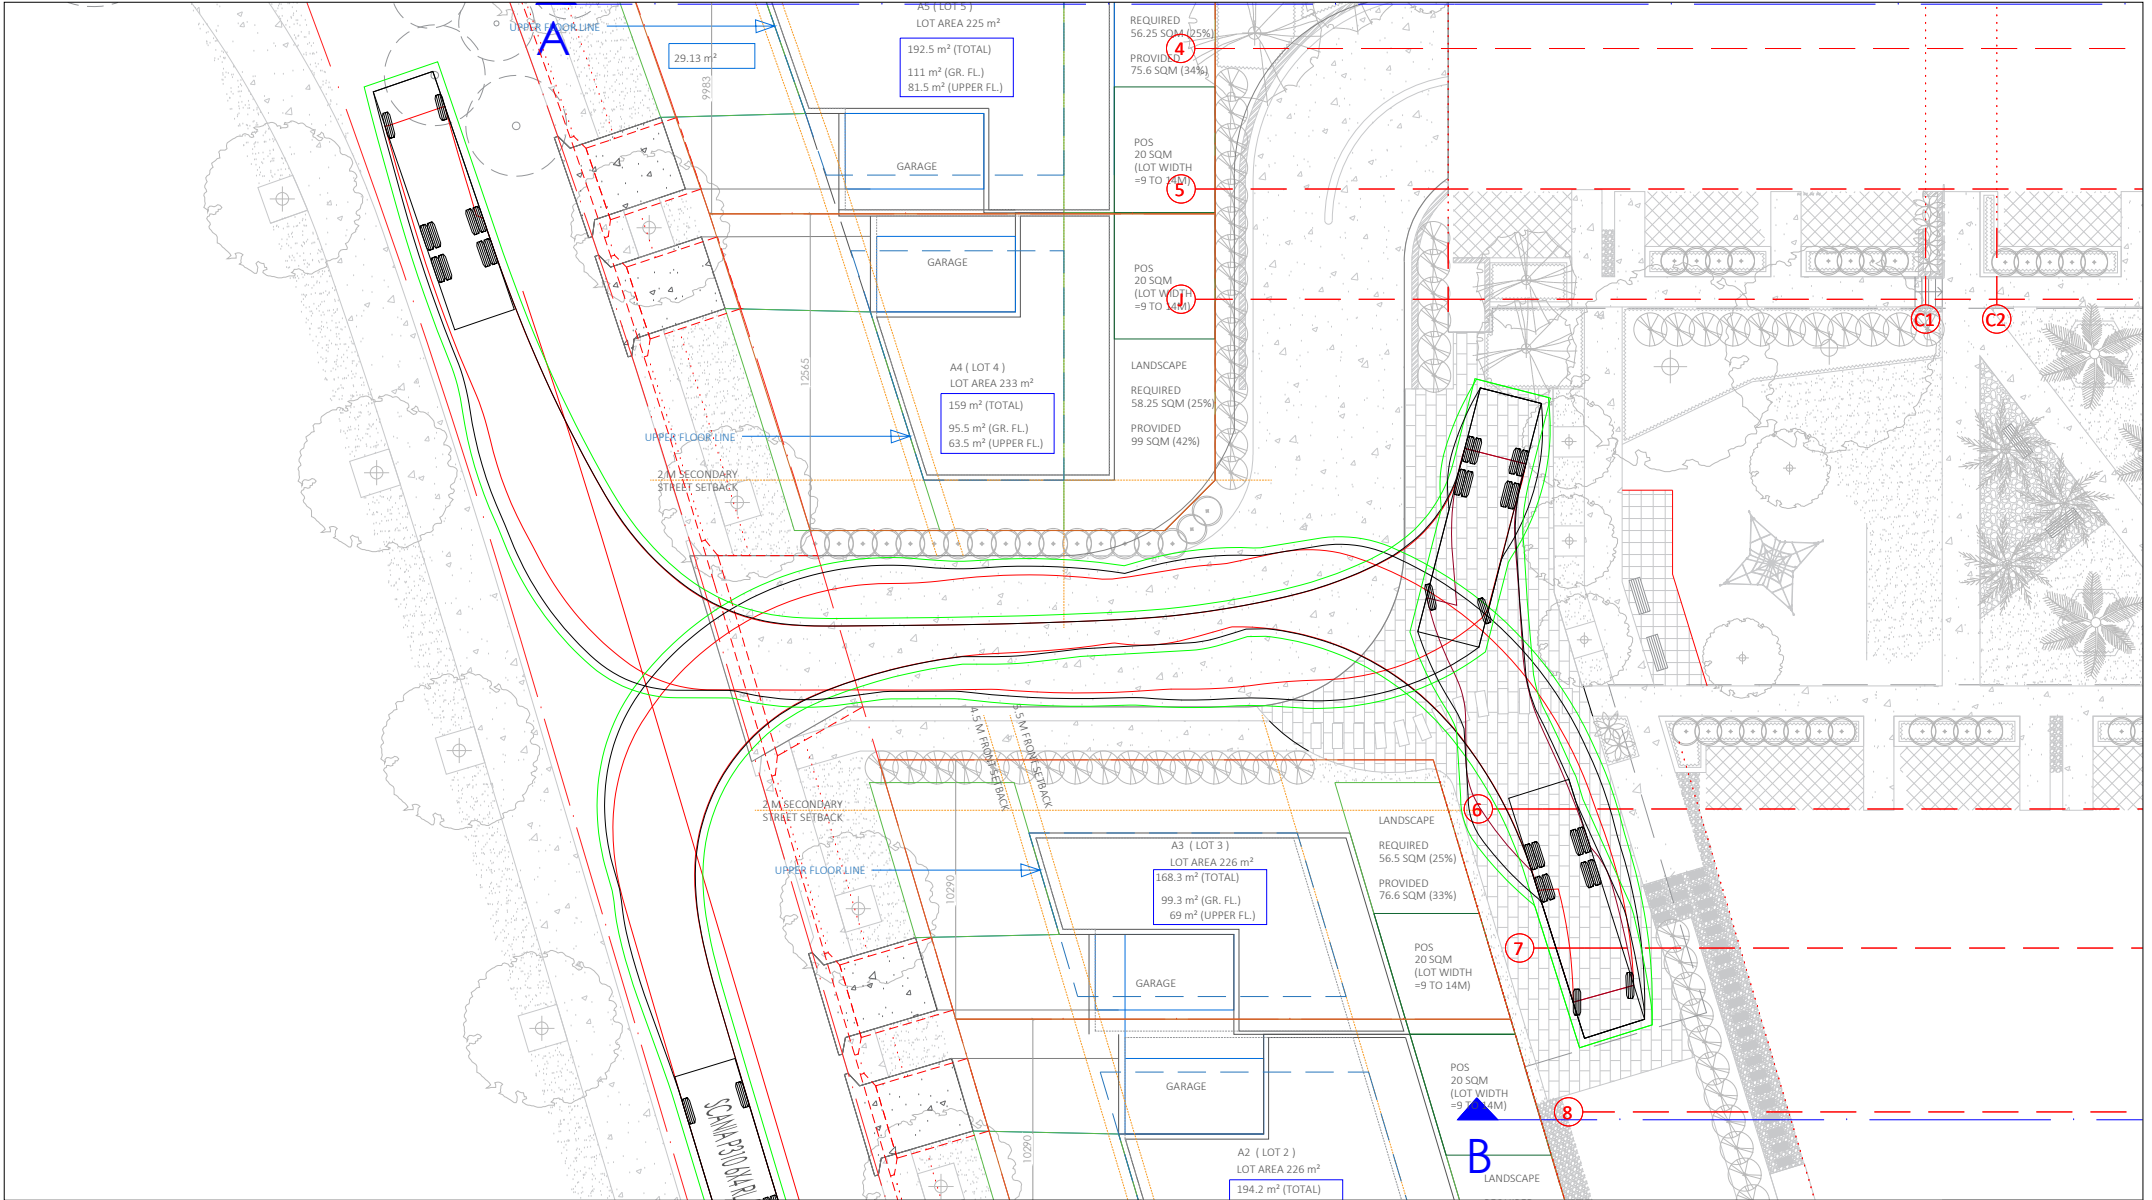 A5 ( LOT 5 )
LOT AREA 225 m²
192.5 m² (TOTAL)
111 m² (GR. FL.)
81.5 m² (UPPER FL.)
UPPER FLOOR LINE
A
29.13 m²
9983
REQUIRED
56.25 SQM (25%)
PROVIDED
75.6 SQM (34%)
4
GARAGE
POS
20 SQM
(LOT WIDTH
=9 TO 14M)
5
GARAGE
POS
20 SQM
(LOT WIDTH
=9 TO 14M)
J
C1
C2
12565
A4 ( LOT 4 )
LOT AREA 233 m²
159 m² (TOTAL)
95.5 m² (GR. FL.)
63.5 m² (UPPER FL.)
LANDSCAPE
REQUIRED
58.25 SQM (25%)
PROVIDED
99 SQM (42%)
UPPER FLOOR LINE
2 M SECONDARY
STREET SETBACK
4.5 M FRONT SETBACK
5.5 M FRONT SETBACK
2 M SECONDARY
STREET SETBACK
6
UPPER FLOOR LINE
10290
A3 ( LOT 3 )
LOT AREA 226 m²
168.3 m² (TOTAL)
99.3 m² (GR. FL.)
69 m² (UPPER FL.)
LANDSCAPE
REQUIRED
56.5 SQM (25%)
PROVIDED
76.6 SQM (33%)
7
POS
20 SQM
(LOT WIDTH
=9 TO 14M)
GARAGE
GARAGE
POS
20 SQM
(LOT WIDTH
=9 TO 14M)
8
B
SCANIA P310 6X4 RI
10290
A2 ( LOT 2 )
LOT AREA 226 m²
194.2 m² (TOTAL)
LANDSCAPE